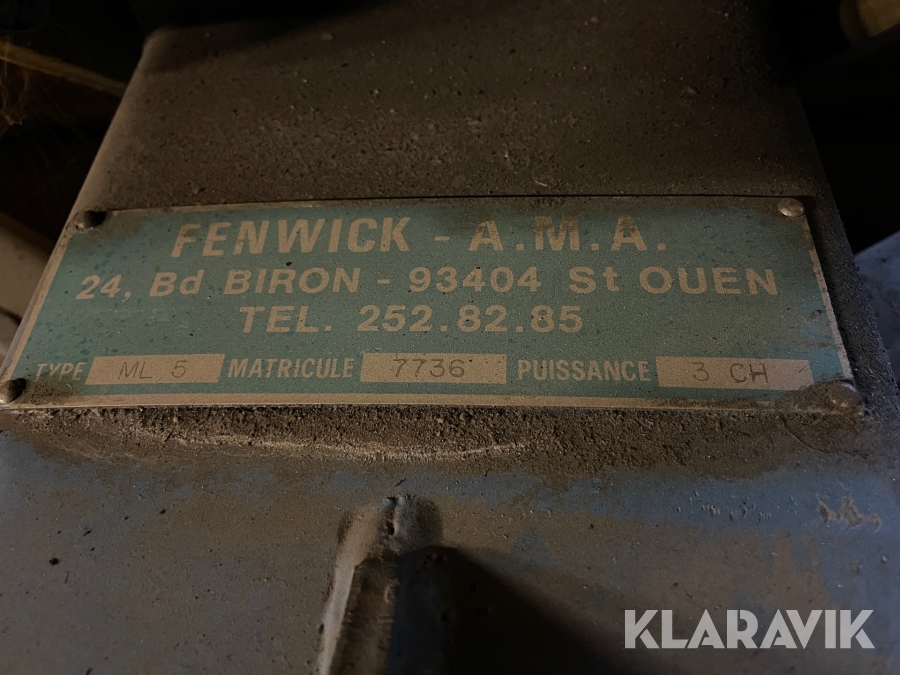 FENWICK - A.M.A.
24, Bd BIRON - 93404 St OUEN
TEL. 252.82.85
TYPE ML 5 MATRICULE 7736 PUISSANCE 3 CH
KLARAVIK